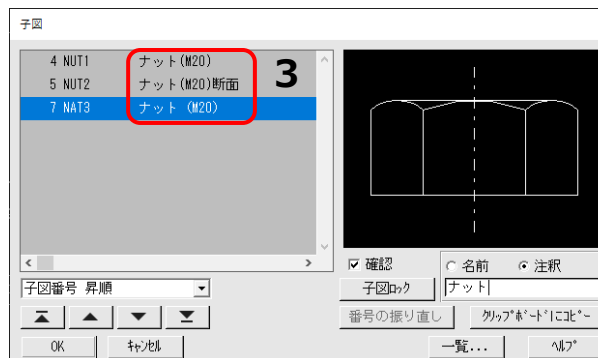 子図
4 NUT1 ナット(M20)
5 NUT2 ナット(M20)断面
7 NAT3 ナット (M20)
3
確認
名前 注釈
子図番号 昇順
子図ﾛｯｸ
ナット
番号の振り直し
ｸﾘｯﾌﾟﾎﾞｰﾄﾞにｺﾋﾟｰ
OK
ｷｬﾝｾﾙ
一覧...
ﾍﾙﾌﾟ